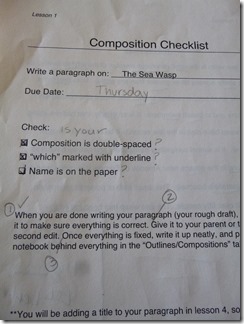 Lesson 1
Composition Checklist
Write a paragraph on: The Sea Wasp
Due Date: Thursday
Check: is your
Composition is double-spaced ?
"which" marked with underline ?
Name is on the paper ?
① ②
When you are done writing your paragraph (your rough draft),
it to make sure everything is correct. Give it to your parent or t
second edit. Once everything is fixed, write it up neatly, and p
notebook behind everything in the "Outlines/Compositions" ta
③
**You will be adding a title to your paragraph in lesson 4, so